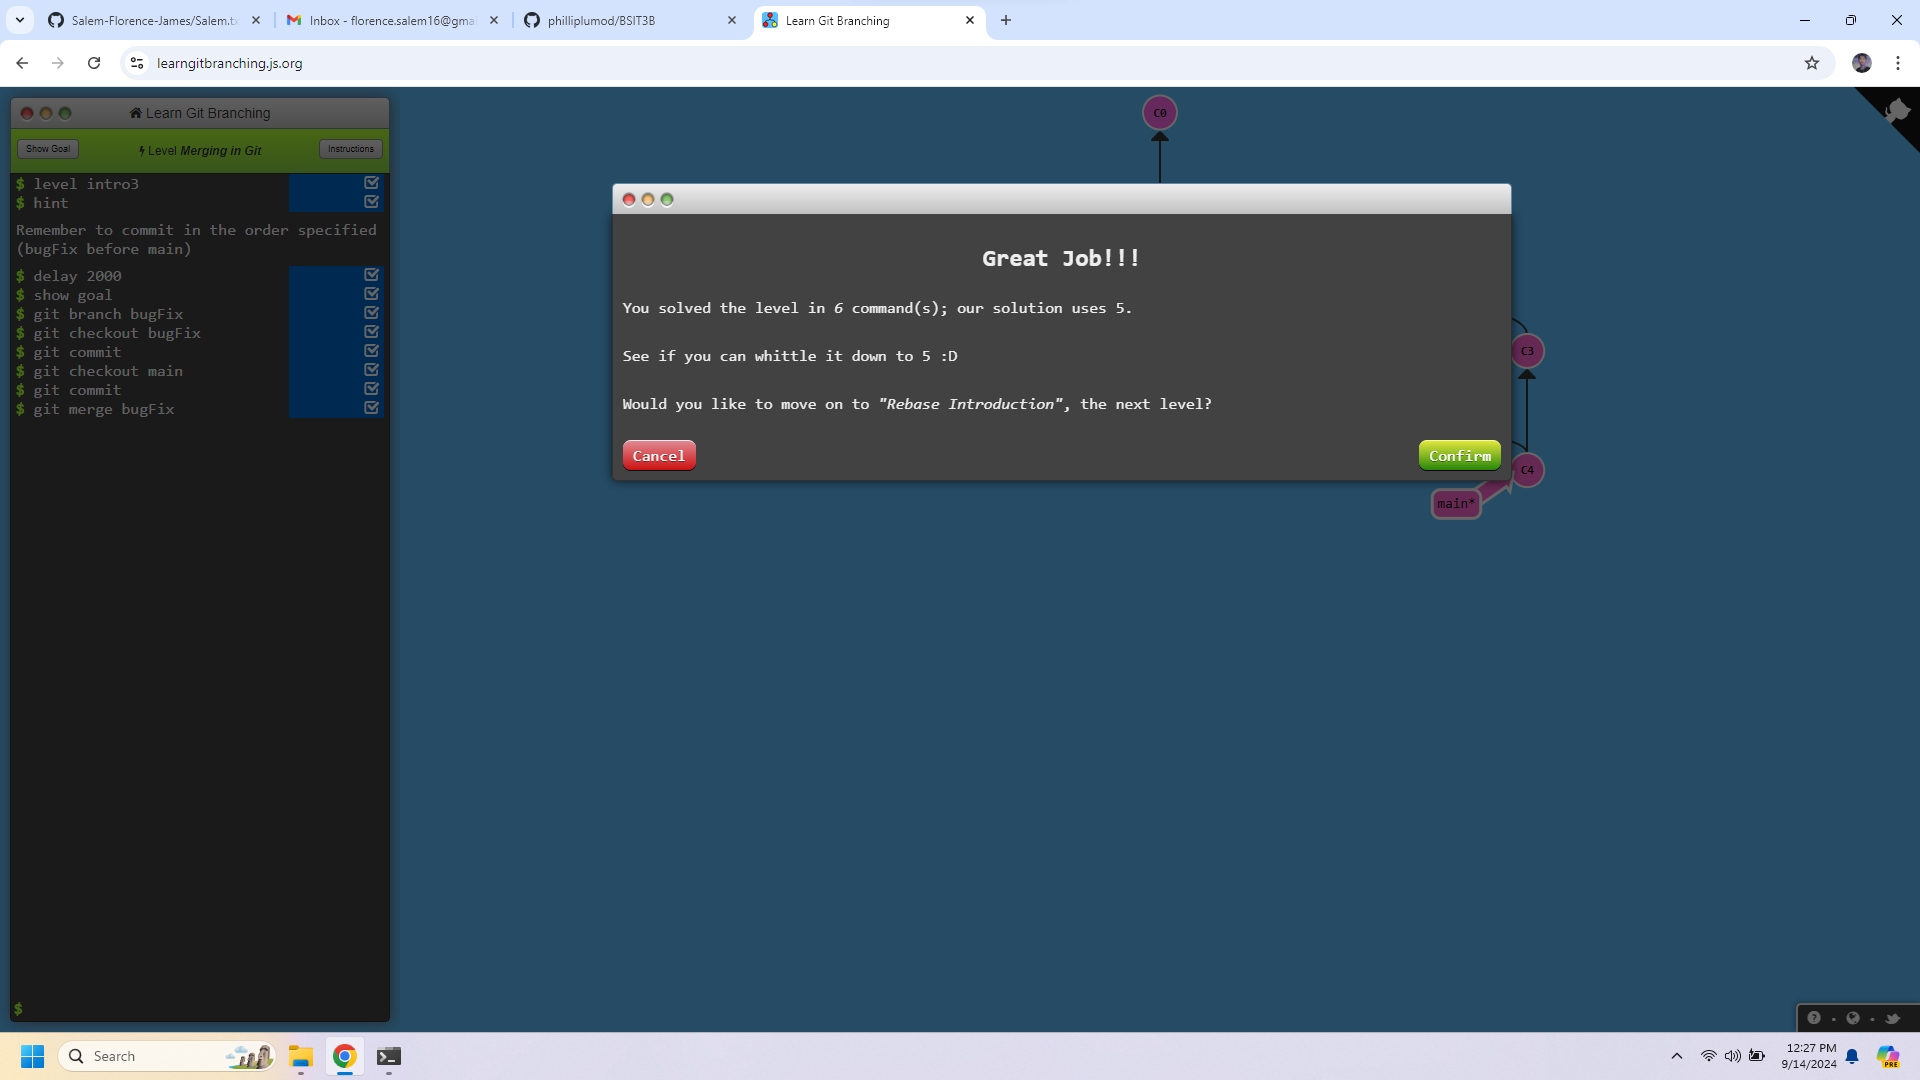 Salem-Florence-James/Salem.tx
Inbox - florence.salem16@gmai
philliplumod/BSIT3B
Learn Git Branching
learngitbranching.js.org
Learn Git Branching
Show Goal
Level Merging in Git
Instructions
$ level intro3
$ hint
Remember to commit in the order specified
(bugFix before main)
$ delay 2000
$ show goal
$ git branch bugFix
$ git checkout bugFix
$ git commit
$ git checkout main
$ git commit
$ git merge bugFix
$
C0
Great Job!!!
You solved the level in 6 command(s); our solution uses 5.
See if you can whittle it down to 5 :D
Would you like to move on to "Rebase Introduction", the next level?
Cancel
Confirm
C3
C4
main*
Search
12:27 PM
9/14/2024
PRE